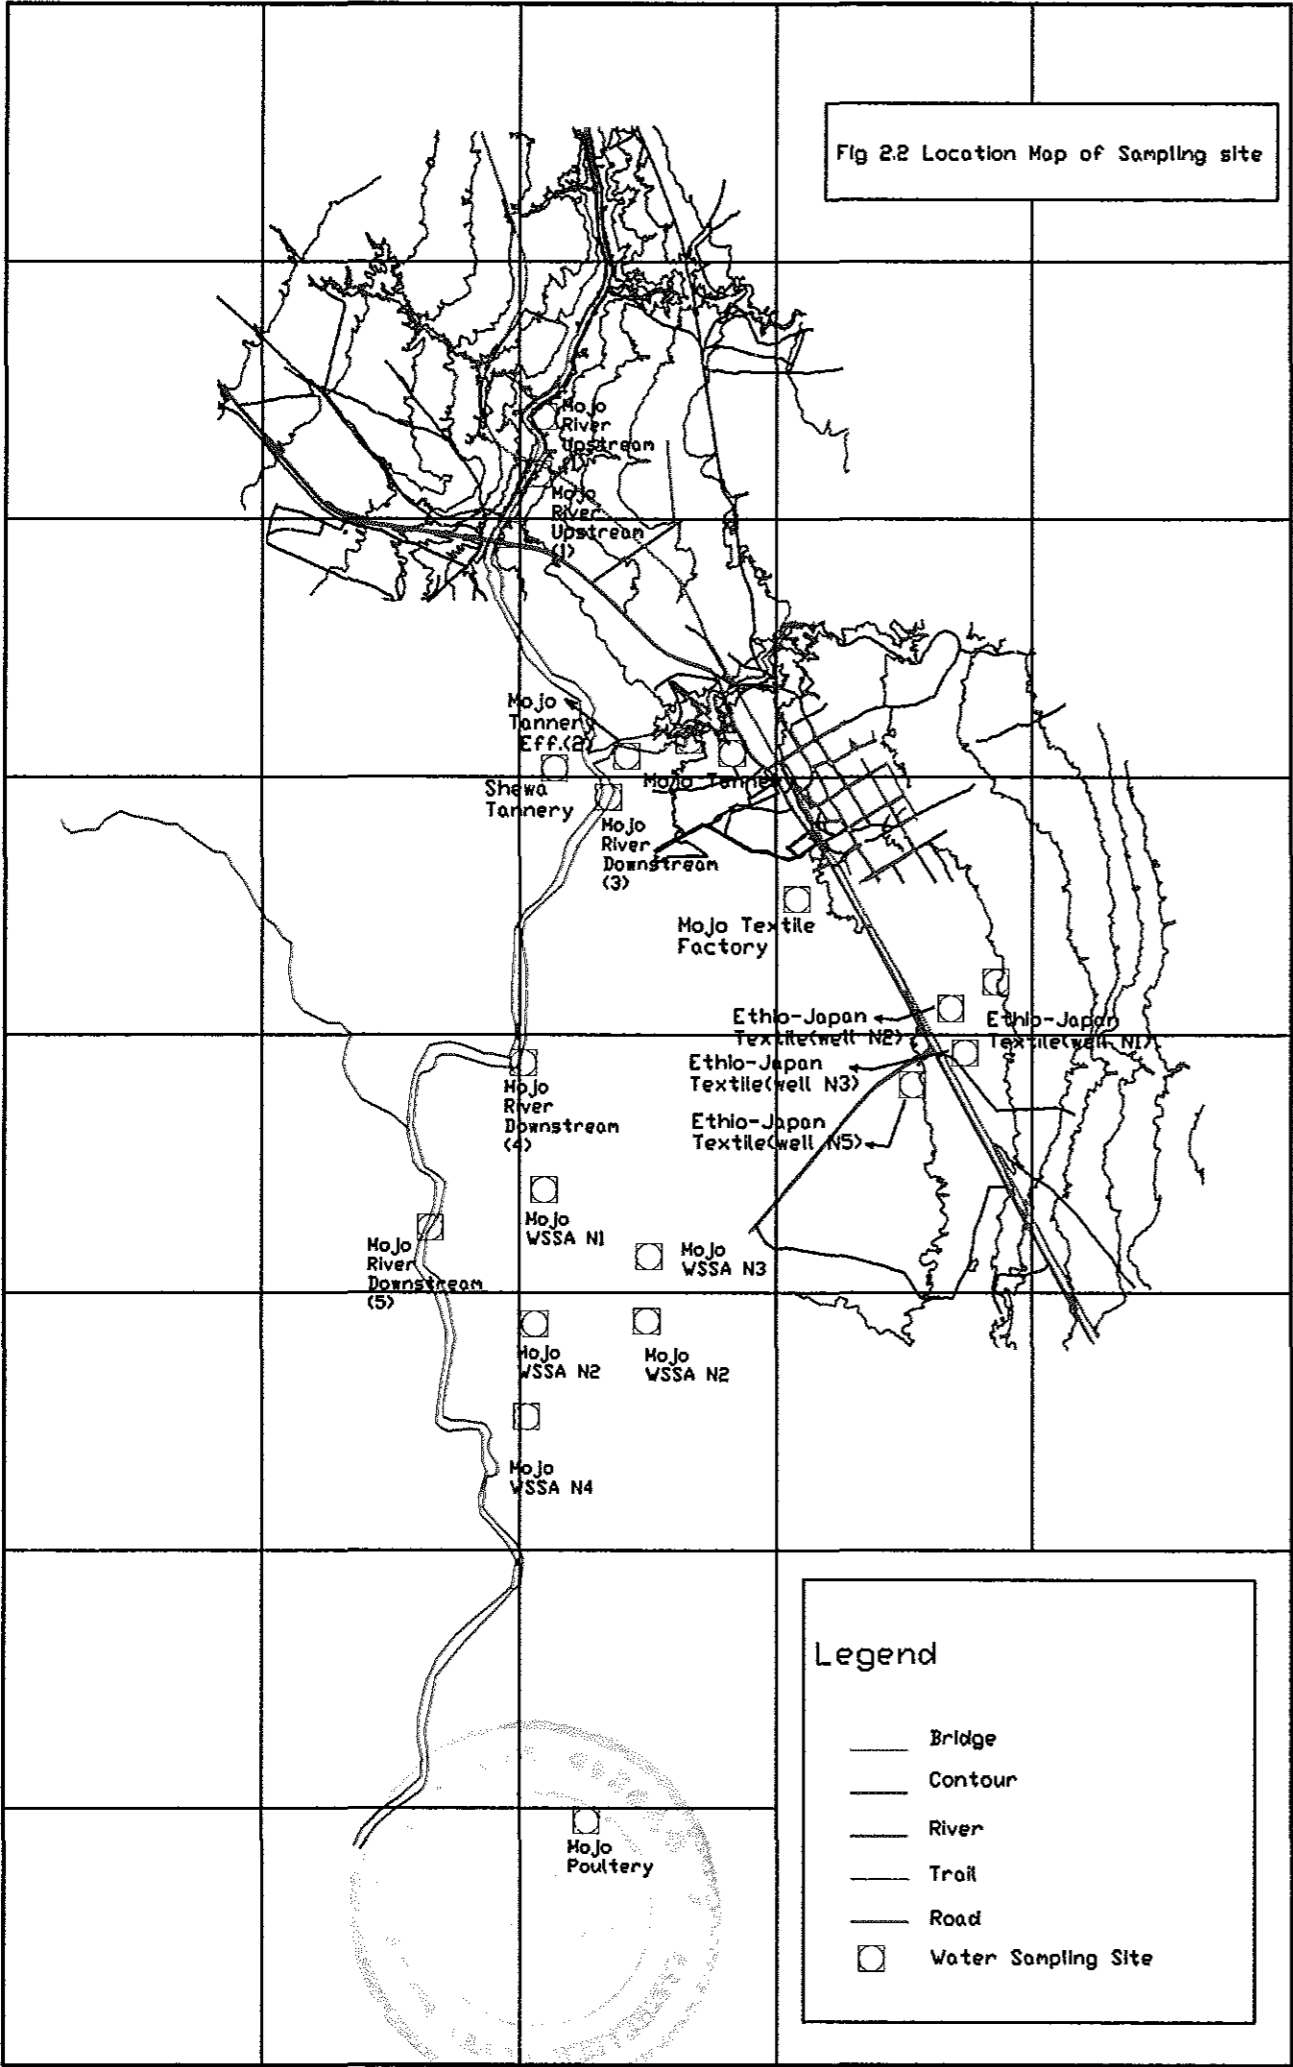 Fig 2.2 Location Map of Sampling site
Mojo
River
Upstream
(1)
Mojo
River
Upstream
(1)
Mojo
Tannery
Eff.(2)
Shewa
Tannery
Mojo Tannery
Mojo
River
Downstream
(3)
Mojo Textile
Factory
Ethio-Japan
Textile(well N2)
Ethio-Japan
Textile(well N1)
Ethio-Japan
Textile(well N3)
Ethio-Japan
Textile(well N5)
Mojo
River
Downstream
(4)
Mojo
WSSA N1
Mojo
River
Downstream
(5)
Mojo
WSSA N3
Mojo
WSSA N2
Mojo
WSSA N2
Mojo
WSSA N4
Mojo
Poultery
Legend
Bridge
Contour
River
Trail
Road
Water Sampling Site